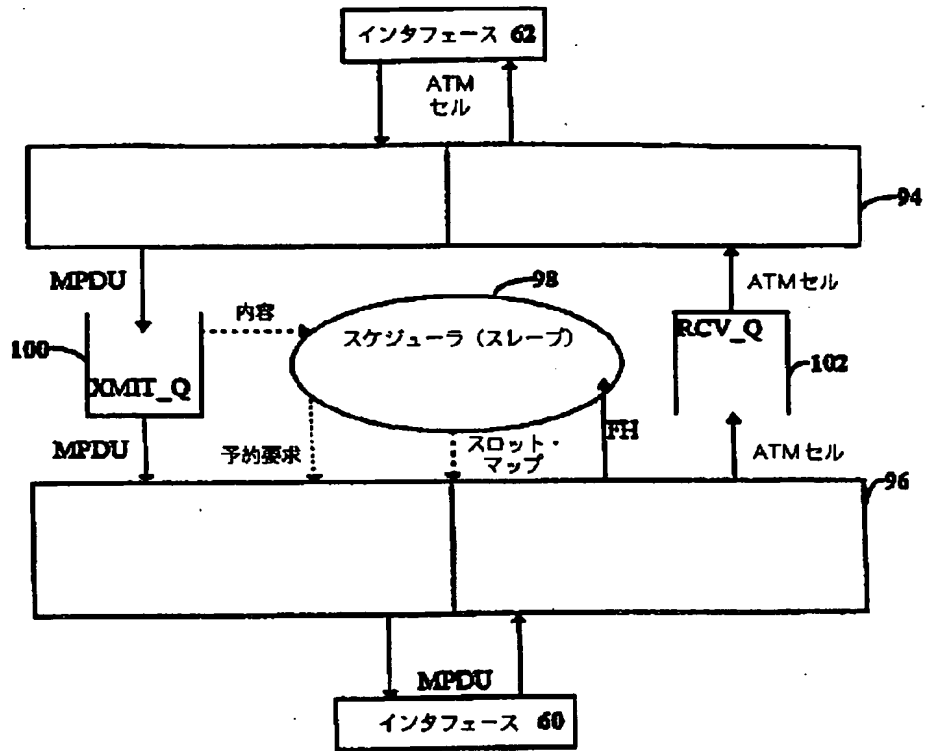 インタフェース 62
ATM
セル
94
MPDU
98
ATMセル
内容
スケジューラ（スレーブ）
RCV_Q
100
102
XMIT_Q
MPDU
予約要求
スロット・
マップ
FH
ATMセル
96
MPDU
インタフェース 60